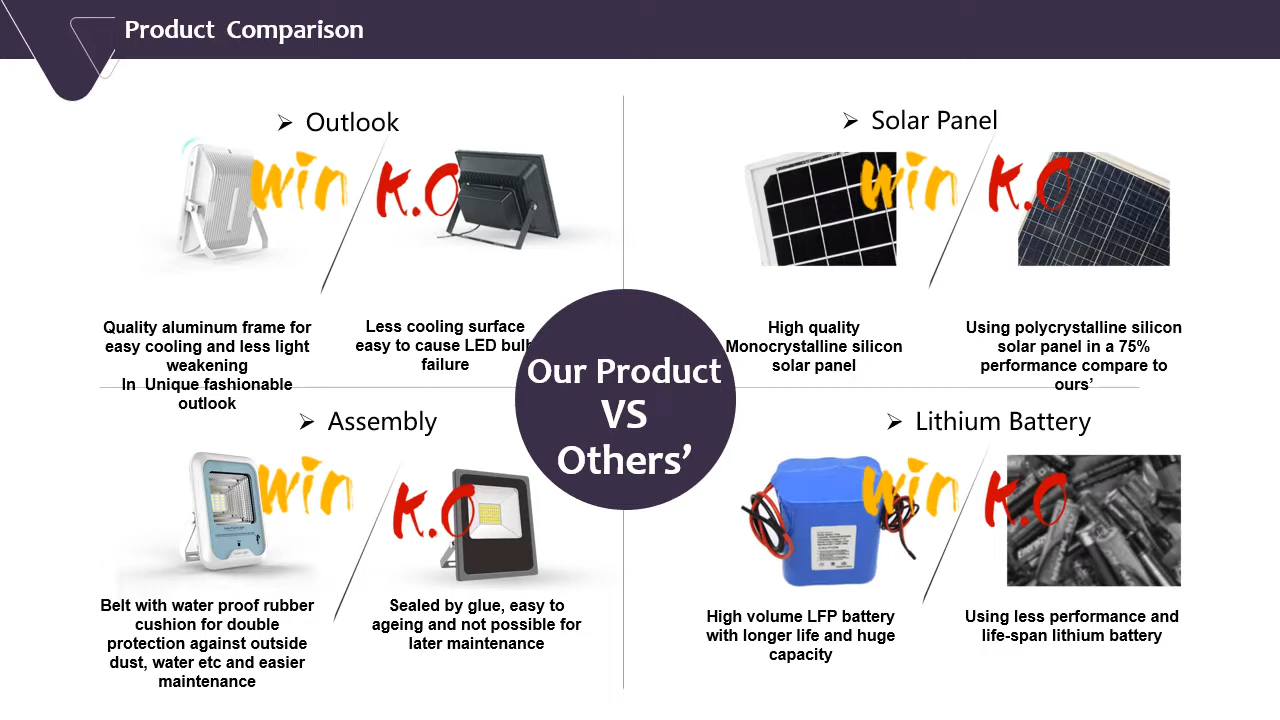 Product Comparison
➢ Outlook
win
K.O
Quality aluminum frame for
easy cooling and less light
weakening
In Unique fashionable
outlook
Less cooling surface
easy to cause LED bulb
failure
➢ Solar Panel
win
K.O
High quality
Monocrystalline silicon
solar panel
Using polycrystalline silicon
solar panel in a 75%
performance compare to
ours’
Our Product
VS
Others’
➢ Assembly
win
K.O
Belt with water proof rubber
cushion for double
protection against outside
dust, water etc and easier
maintenance
Sealed by glue, easy to
ageing and not possible for
later maintenance
➢ Lithium Battery
win
K.O
High volume LFP battery
with longer life and huge
capacity
Using less performance and
life-span lithium battery